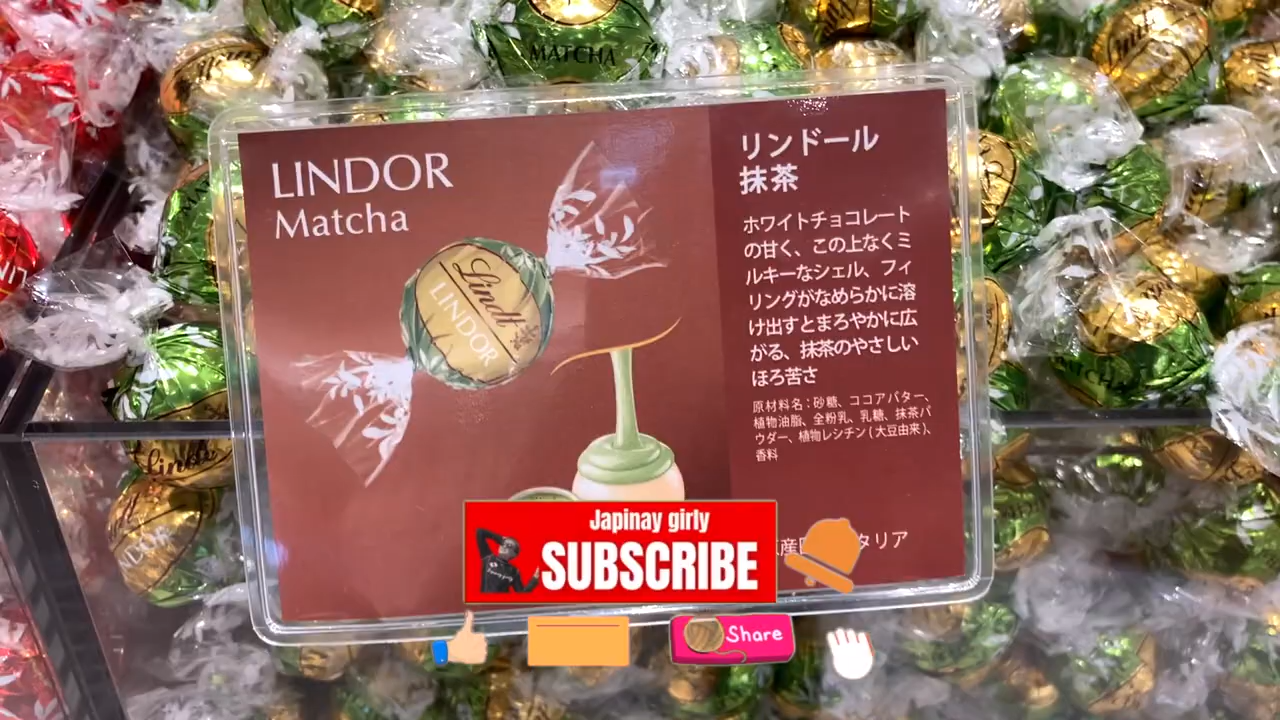 MATCHA
LINDOR
Matcha
Lindt
LINDOR
リンドール
抹茶
ホワイトチョコレート
の甘く、この上なくミ
ルキーなシェル、フィ
リングがなめらかに溶
け出すとまろやかに広
がる、抹茶のやさしい
ほろ苦さ
原材料名：砂糖、ココアバター、
植物油脂、全粉乳、乳糖、抹茶パ
ウダー、植物レシチン(大豆由来)、
香料
タリア
Japinay girly
SUBSCRIBE
Share